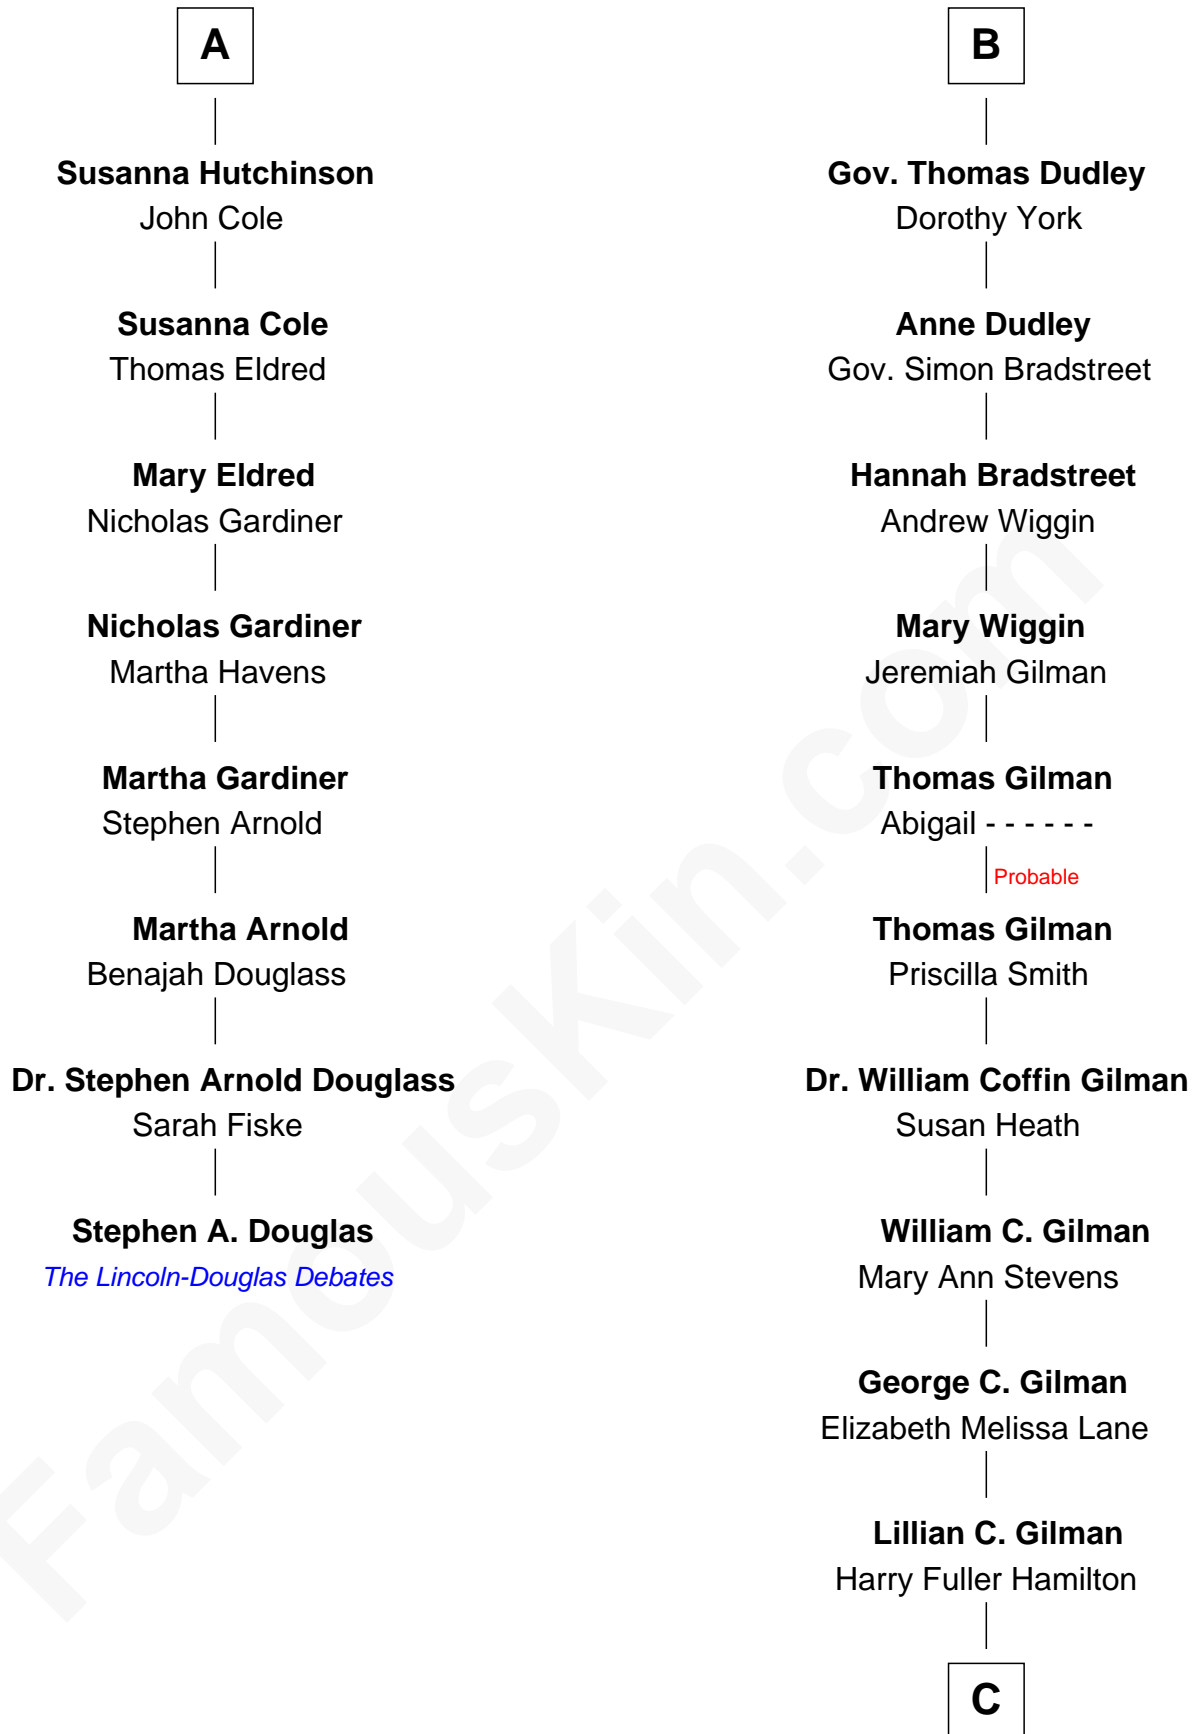 A
Susanna Hutchinson
John Cole
Susanna Cole
Thomas Eldred
Mary Eldred
Nicholas Gardiner
Nicholas Gardiner
Martha Havens
Martha Gardiner
Stephen Arnold
Martha Arnold
Benajah Douglass
Dr. Stephen Arnold Douglass
Sarah Fiske
Stephen A. Douglas
The Lincoln-Douglas Debates
B
Gov. Thomas Dudley
Dorothy York
Anne Dudley
Gov. Simon Bradstreet
Hannah Bradstreet
Andrew Wiggin
Mary Wiggin
Jeremiah Gilman
Thomas Gilman
Abigail - - - - - -
Probable
Thomas Gilman
Priscilla Smith
Dr. William Coffin Gilman
Susan Heath
William C. Gilman
Mary Ann Stevens
George C. Gilman
Elizabeth Melissa Lane
Lillian C. Gilman
Harry Fuller Hamilton
C
FamousKin.com